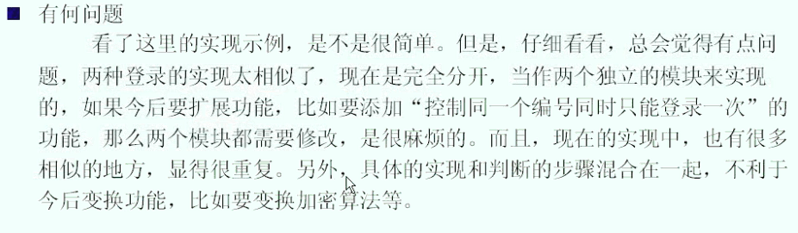 有何问题
看了这里的实现示例，是不是很简单。但是，仔细看看，总会觉得有点问
题，两种登录的实现太相似了，现在是完全分开，当作两个独立的模块来实现
的，如果今后要扩展功能，比如要添加“控制同一个编号同时只能登录一次”的
功能，那么两个模块都需要修改，是很麻烦的。而且，现在的实现中，也有很多
相似的地方，显得很重复。另外，具体的实现和判断的步骤混合在一起，不利于
今后变换功能，比如要变换加密算法等。